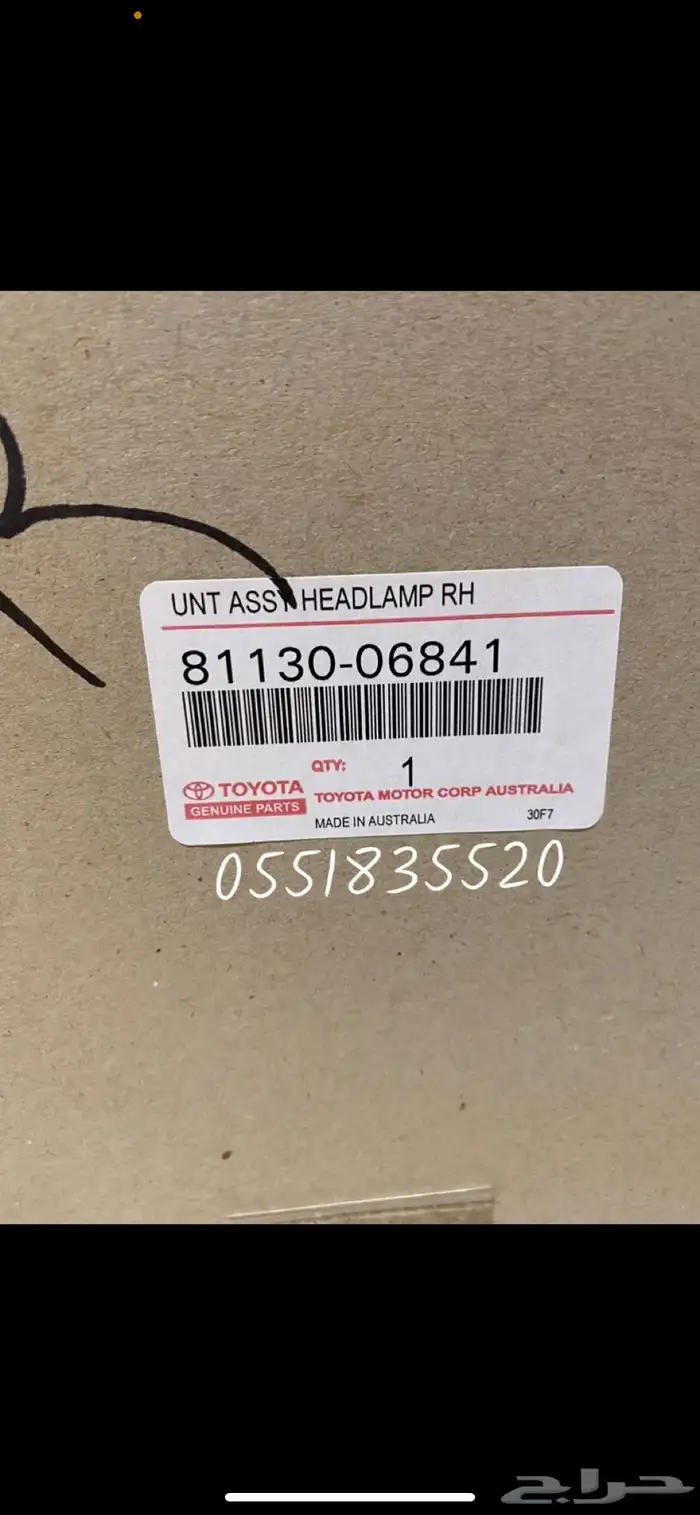 UNT ASSY HEADLAMP RH
81130-06841
QTY: 1
TOYOTA
GENUINE PARTS
TOYOTA MOTOR CORP AUSTRALIA
MADE IN AUSTRALIA
30F7
0551835520
حراج